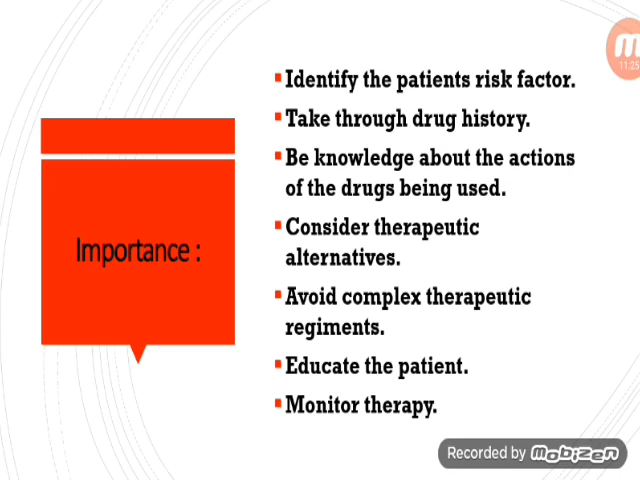 Importance :
Identify the patients risk factor.
Take through drug history.
Be knowledge about the actions
of the drugs being used.
Consider therapeutic
alternatives.
Avoid complex therapeutic
regiments.
Educate the patient.
Monitor therapy.
M
11:25
Recorded by mobizen